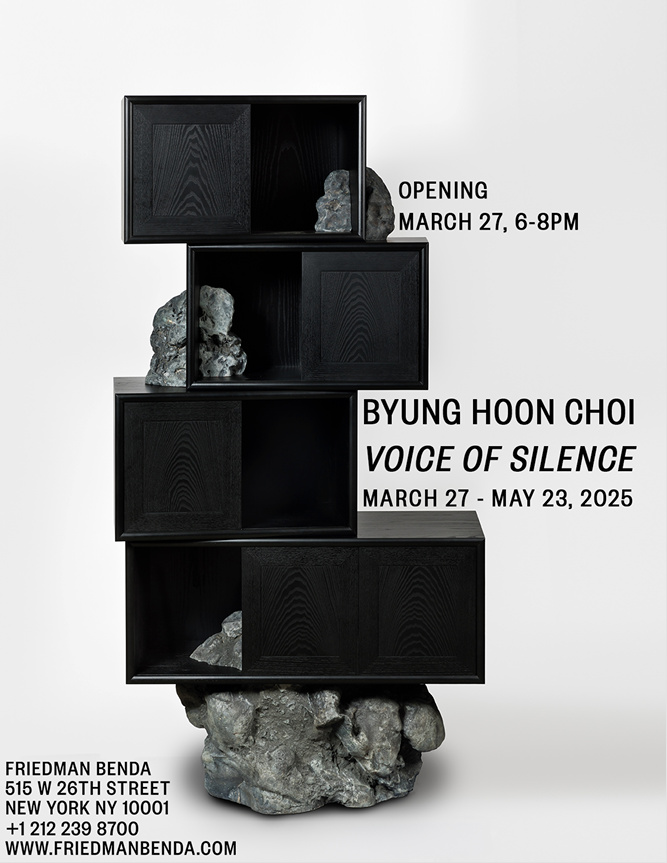 OPENING
MARCH 27, 6-8PM
BYUNG HOON CHOI
VOICE OF SILENCE
MARCH 27 - MAY 23, 2025
FRIEDMAN BENDA
515 W 26TH STREET
NEW YORK NY 10001
+1 212 239 8700
WWW.FRIEDMANBENDA.COM